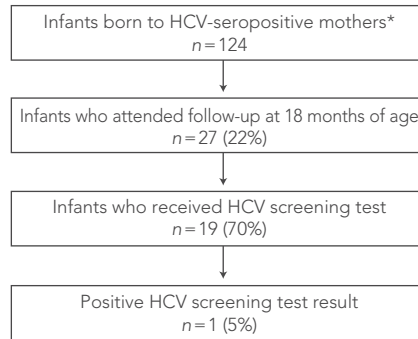 Infants born to HCV-seropositive mothers*
n = 124
Infants who attended follow-up at 18 months of age
n = 27 (22%)
Infants who received HCV screening test
n = 19 (70%)
Positive HCV screening test result
n = 1 (5%)